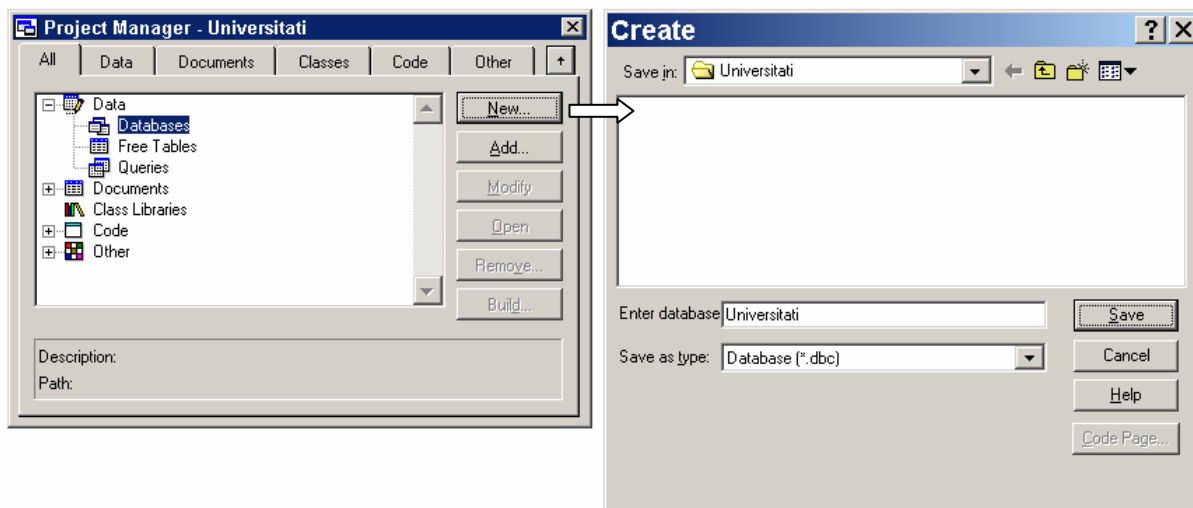 Project Manager - Universitati
All Data Documents Classes Code Other
Data
Databases
Free Tables
Queries
Documents
Class Libraries
Code
Other
New...
Add...
Modify
Open
Remove...
Build...
Description:
Path:
Create
Save in: Universitati
Enter database Universitati
Save as type: Database (*.dbc)
Save
Cancel
Help
Code Page...